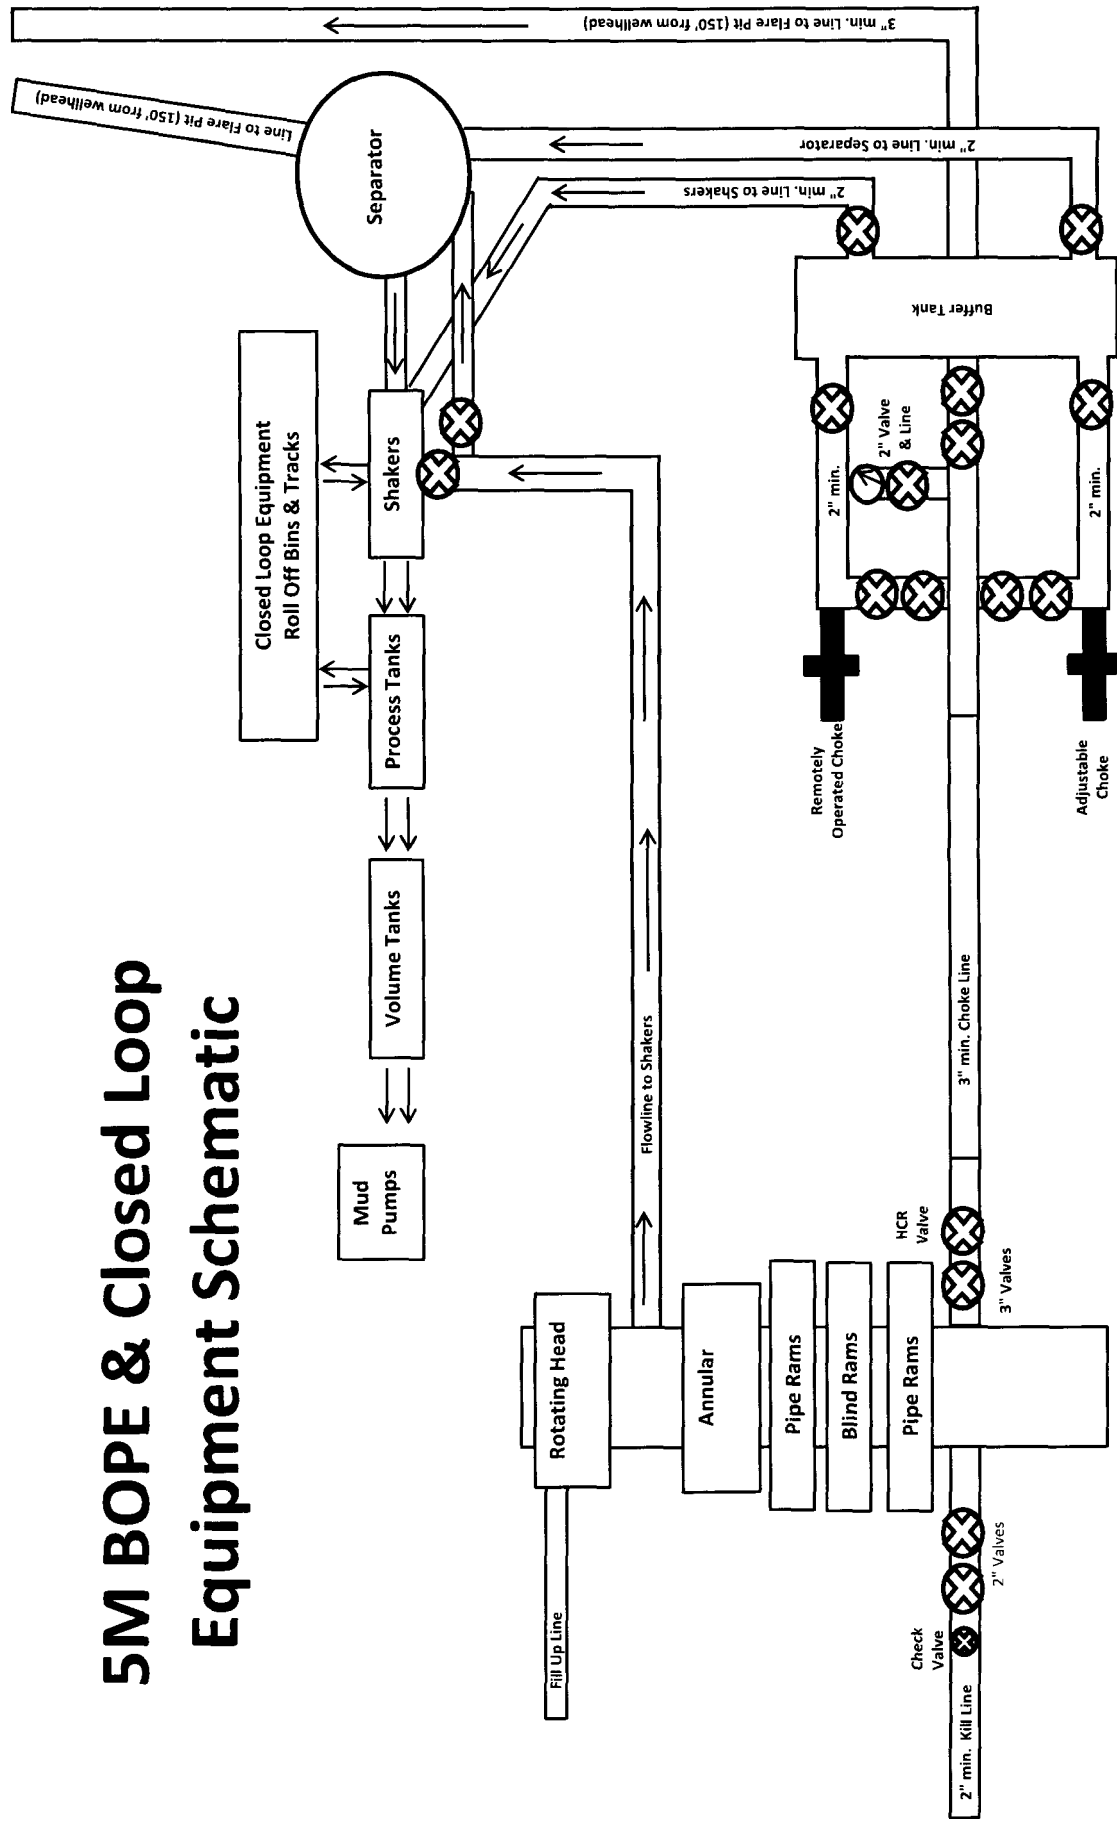 5M BOPE & Closed Loop
Equipment Schematic
Closed Loop Equipment
Roll Off Bins & Tracks
Mud
Pumps
Volume Tanks
Process Tanks
Shakers
Separator
Line to Flare Pit (150' from wellhead)
3" min. Line to Flare Pit (150' from wellhead)
2" min. Line to Separator
2" min. Line to Shakers
Fill Up Line
Rotating Head
Flowline to Shakers
Annular
Pipe Rams
Blind Rams
Pipe Rams
2" min. Kill Line
Check
Valve
2" Valves
3" Valves
HCR
Valve
3" min. Choke Line
Remotely
Operated Choke
Adjustable
Choke
2" min.
2" Valve
& Line
2" min.
Buffer Tank